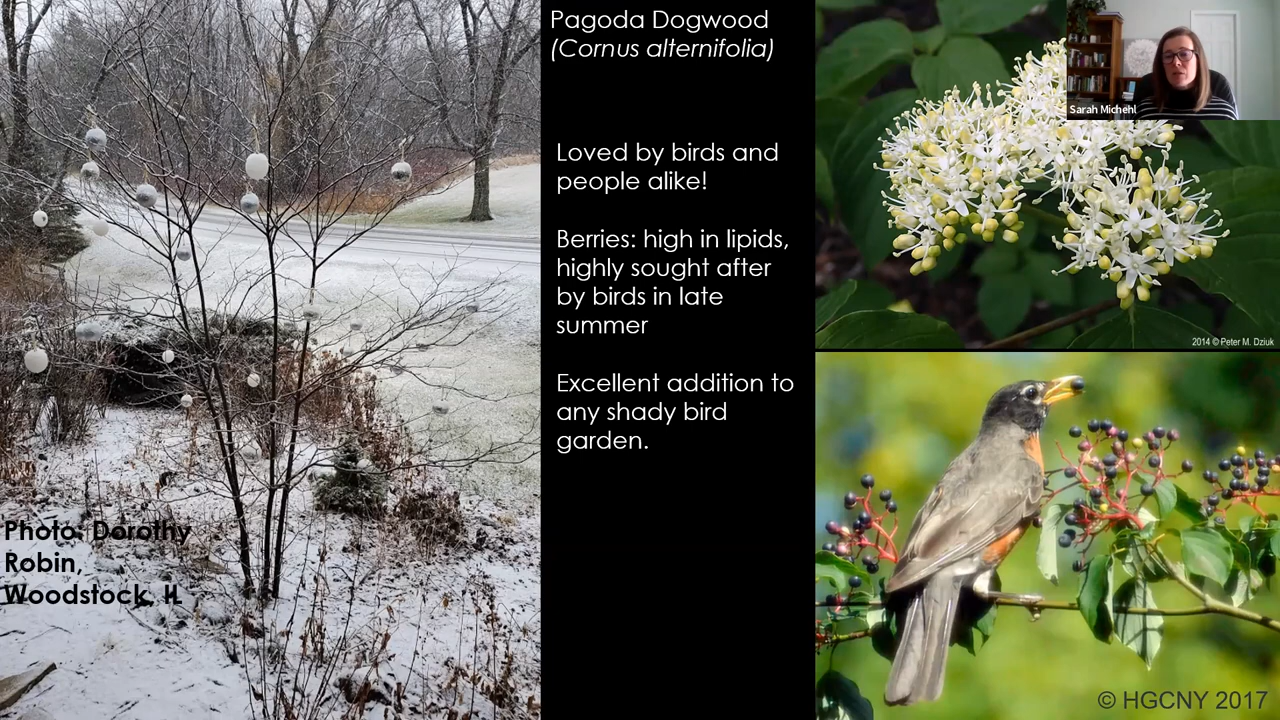 Pagoda Dogwood
(Cornus alternifolia)
Loved by birds and
people alike!
Berries: high in lipids,
highly sought after
by birds in late
summer
Excellent addition to
any shady bird
garden.
Photo: Dorothy
Robin,
Woodstock, IL
Sarah Michehl
2014 © Peter M. Dziuk
© HGCNY 2017